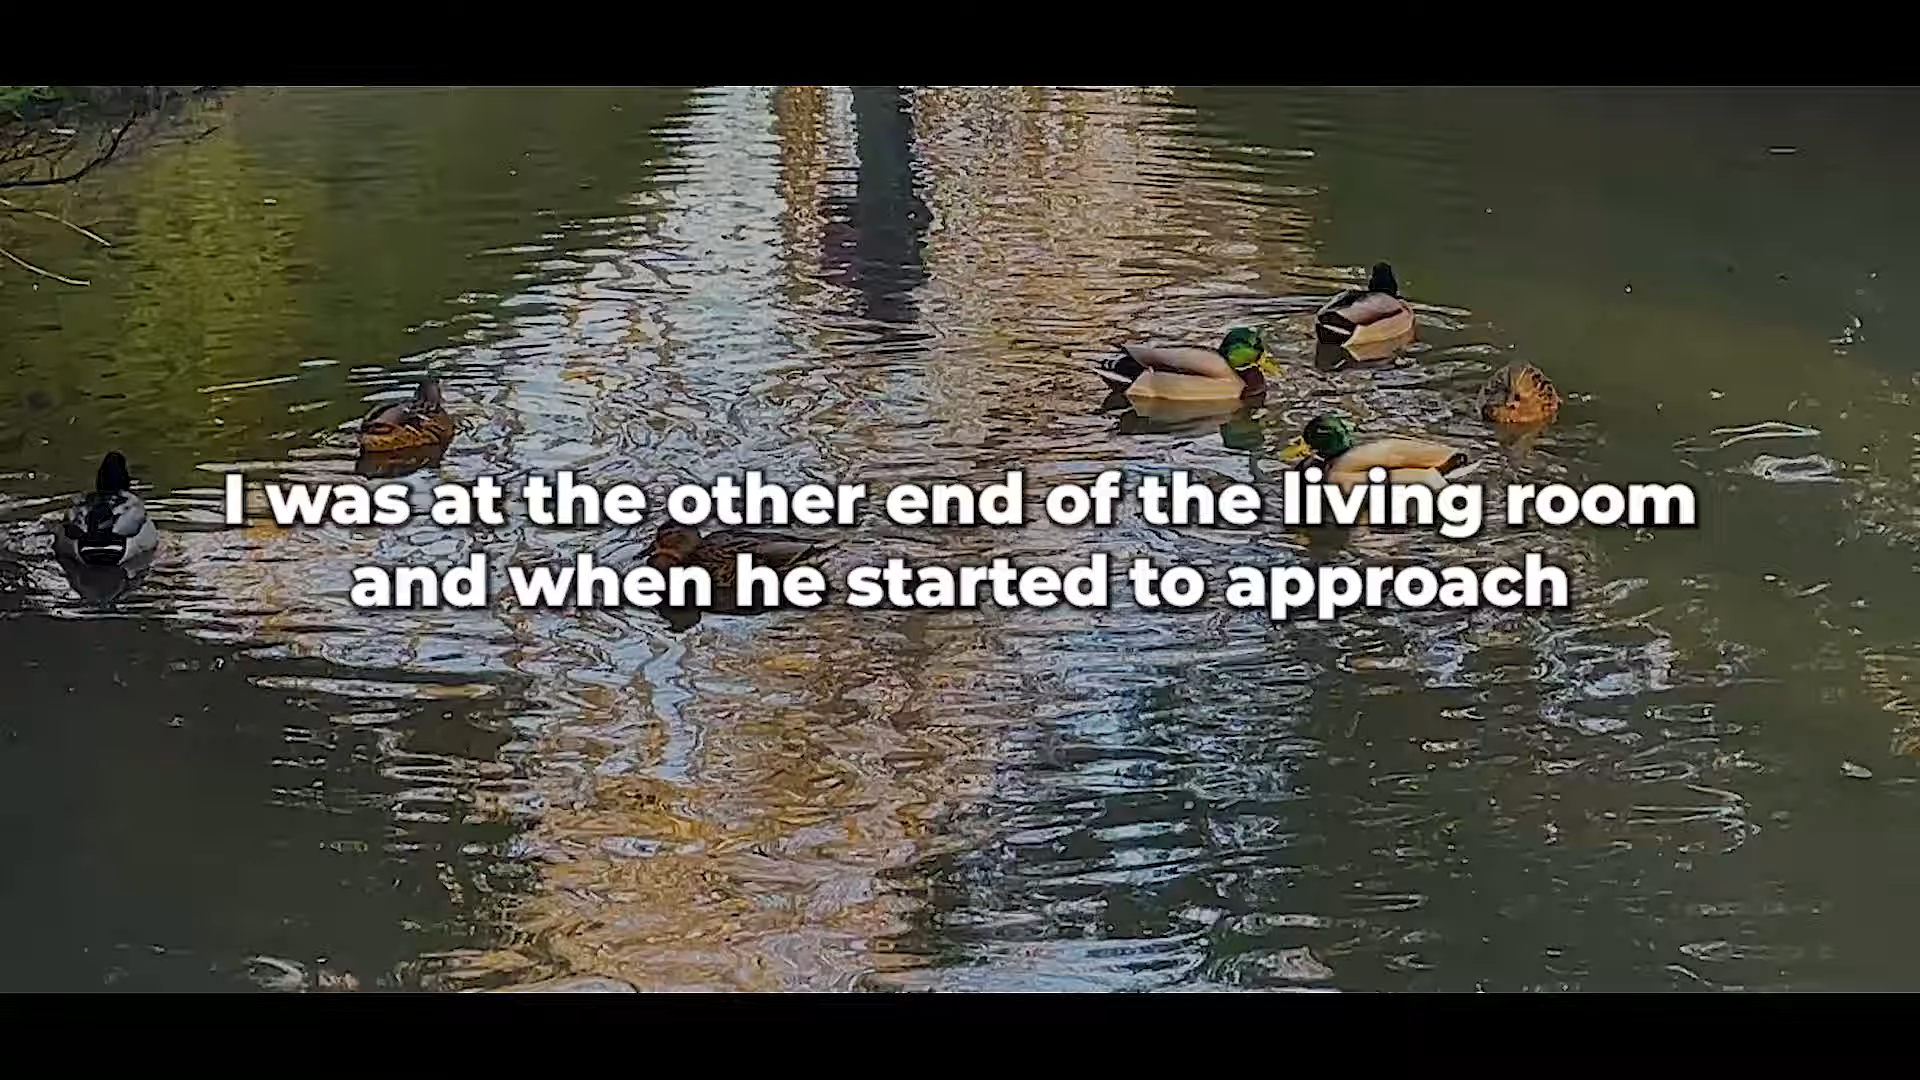 I was at the other end of the living room
and when he started to approach